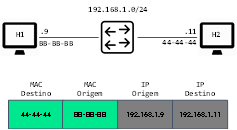 192.168.1.0/24
H1 .9 .11 H2
BB-BB-BB 44-44-44
MAC Destino MAC Origem IP Origem IP Destino
44-44-44 BB-BB-BB 192.168.1.9 192.168.1.11